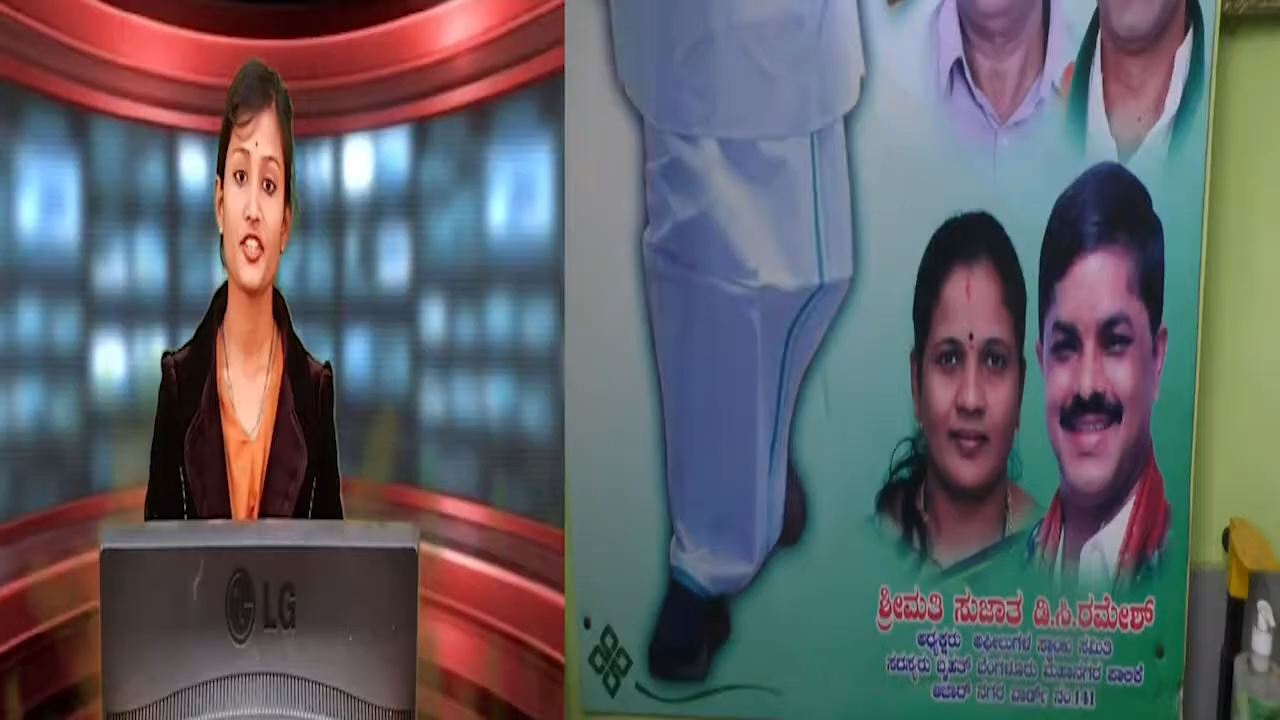 LG
ಶ್ರೀಮತಿ ಸುಜಾತ ಡಿ.ಸಿ.ರಮೇಶ್
ಅಧ್ಯಕ್ಷರು ಅಪೀಲುಗಳ ಸ್ಥಾಯಿ ಸಮಿತಿ
ಸದಸ್ಯರು ಬೃಹತ್ ಬೆಂಗಳೂರು ಮಹಾನಗರ ಪಾಲಿಕೆ
ಆಜಾದ್ ನಗರ ವಾರ್ಡ್ ನಂ.141